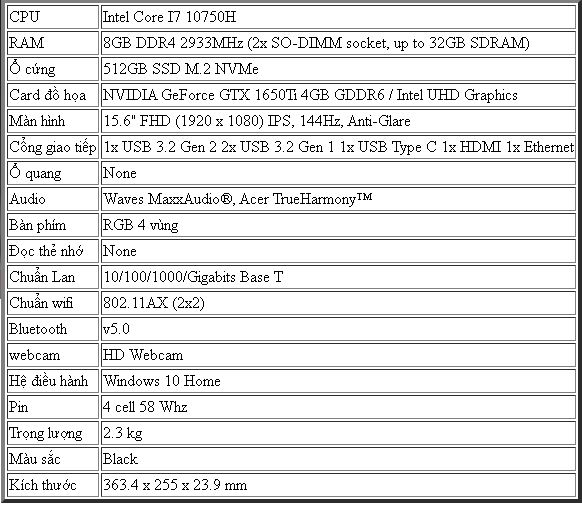 CPU Intel Core I7 10750H
RAM 8GB DDR4 2933MHz (2x SO-DIMM socket, up to 32GB SDRAM)
Ổ cứng 512GB SSD M.2 NVMe
Card đồ họa NVIDIA GeForce GTX 1650Ti 4GB GDDR6 / Intel UHD Graphics
Màn hình 15.6" FHD (1920 x 1080) IPS, 144Hz, Anti-Glare
Cổng giao tiếp 1x USB 3.2 Gen 2 2x USB 3.2 Gen 1 1x USB Type C 1x HDMI 1x Ethernet
Ổ quang None
Audio Waves MaxxAudio®, Acer TrueHarmony™
Bàn phím RGB 4 vùng
Đọc thẻ nhớ None
Chuẩn Lan 10/100/1000/Gigabits Base T
Chuẩn wifi 802.11AX (2x2)
Bluetooth v5.0
webcam HD Webcam
Hệ điều hành Windows 10 Home
Pin 4 cell 58 Whz
Trọng lượng 2.3 kg
Màu sắc Black
Kích thước 363.4 x 255 x 23.9 mm